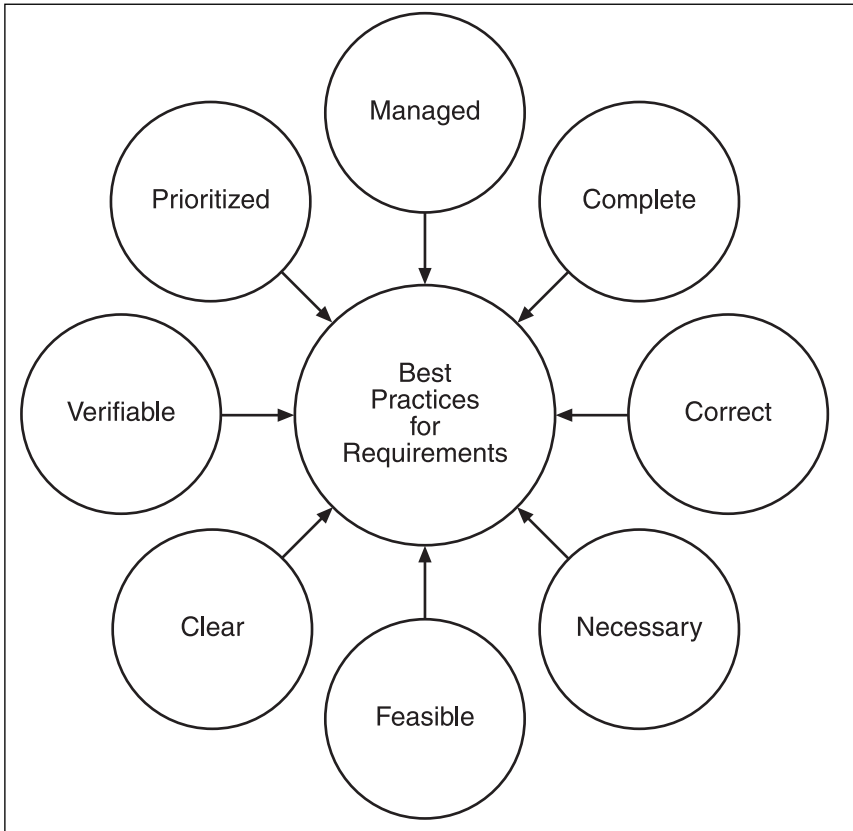 Managed
Prioritized
Complete
Verifiable
Best
Practices
for
Requirements
Correct
Clear
Necessary
Feasible